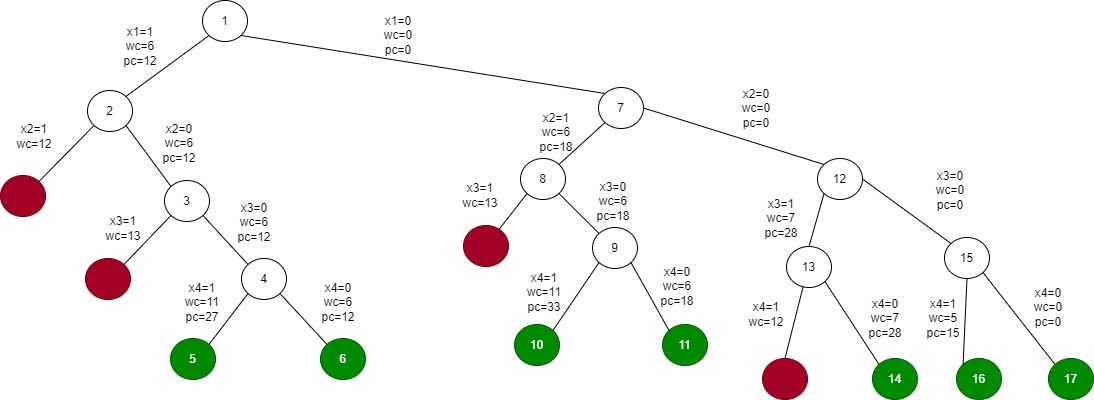 1
x1=1
wc=6
pc=12
x1=0
wc=0
pc=0
2
7
x2=1
wc=12
x2=0
wc=6
pc=12
x2=1
wc=6
pc=18
x2=0
wc=0
pc=0
3
8
12
x3=1
wc=13
x3=0
wc=6
pc=12
x3=1
wc=13
x3=0
wc=6
pc=18
x3=1
wc=7
pc=28
x3=0
wc=0
pc=0
4
9
13
15
x4=1
wc=11
pc=27
x4=0
wc=6
pc=12
x4=1
wc=11
pc=33
x4=0
wc=6
pc=18
x4=1
wc=12
x4=0
wc=7
pc=28
x4=1
wc=5
pc=15
x4=0
wc=0
pc=0
5
6
10
11
14
16
17